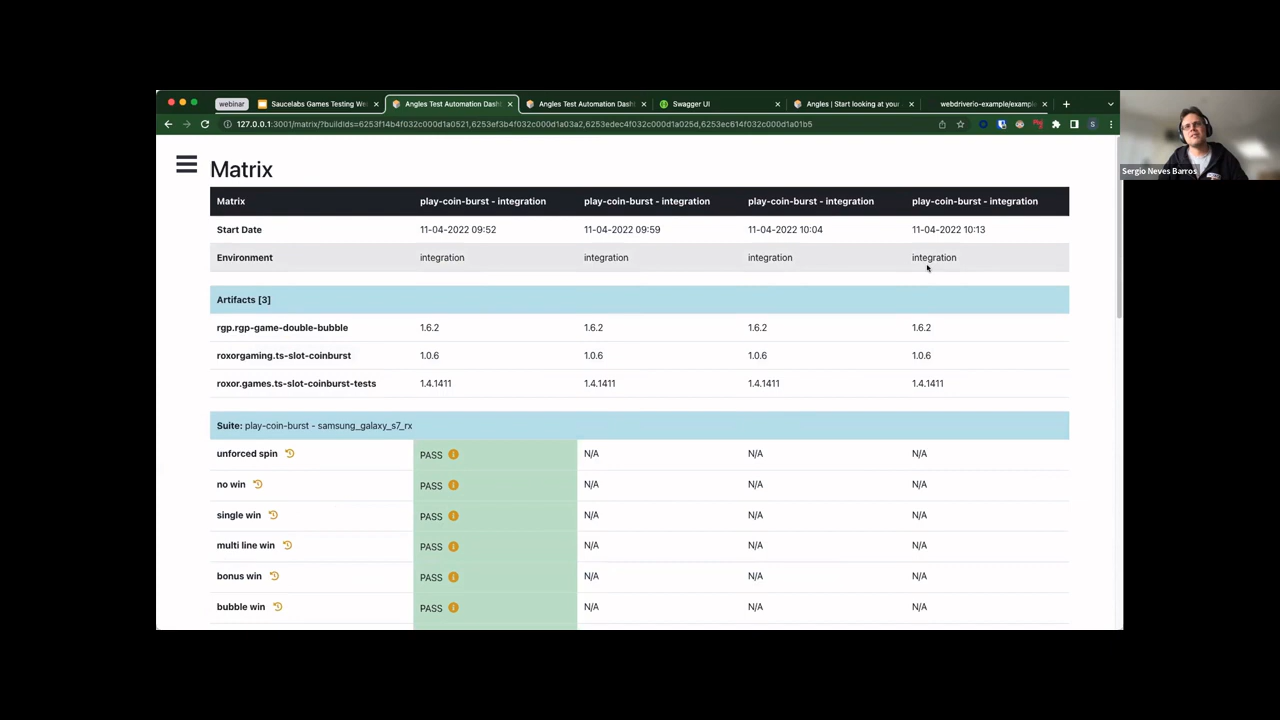 webinar Saucelabs Games Testing We Angles Test Automation Dash Angles Test Automation Dash Swagger UI Angles | Start looking at your webdriverio-example/exampl
127.0.0.1:3001/matrix/?buildIds=6253f14b4f032c000d1a0521,6253ef3b4f032c000d1a03a2,6253edec4f032c000d1a025d,6253ec614f032c000d1a01b5
S
Sergio Neves Barros
Matrix
Matrix play-coin-burst - integration play-coin-burst - integration play-coin-burst - integration play-coin-burst - integration
Start Date 11-04-2022 09:52 11-04-2022 09:59 11-04-2022 10:04 11-04-2022 10:13
Environment integration integration integration integration
Artifacts [3]
rgp.rgp-game-double-bubble 1.6.2 1.6.2 1.6.2 1.6.2
roxorgaming.ts-slot-coinburst 1.0.6 1.0.6 1.0.6 1.0.6
roxor.games.ts-slot-coinburst-tests 1.4.1411 1.4.1411 1.4.1411 1.4.1411
Suite: play-coin-burst - samsung_galaxy_s7_rx
unforced spin PASS N/A N/A N/A
no win PASS N/A N/A N/A
single win PASS N/A N/A N/A
multi line win PASS N/A N/A N/A
bonus win PASS N/A N/A N/A
bubble win PASS N/A N/A N/A